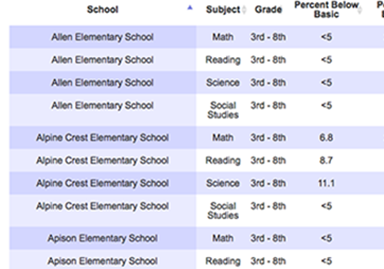 School Subject Grade Percent Below Basic
Allen Elementary School Math 3rd - 8th <5
Allen Elementary School Reading 3rd - 8th <5
Allen Elementary School Science 3rd - 8th <5
Allen Elementary School Social Studies 3rd - 8th <5
Alpine Crest Elementary School Math 3rd - 8th 6.8
Alpine Crest Elementary School Reading 3rd - 8th 8.7
Alpine Crest Elementary School Science 3rd - 8th 11.1
Alpine Crest Elementary School Social Studies 3rd - 8th <5
Apison Elementary School Math 3rd - 8th <5
Apison Elementary School Reading 3rd - 8th <5